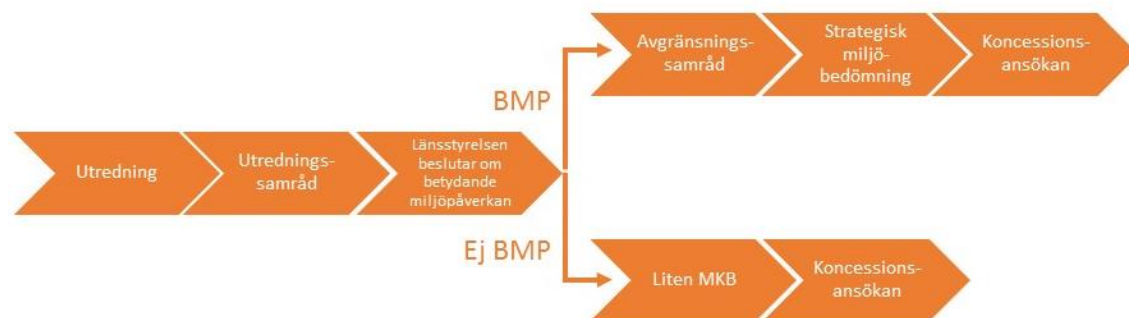 Utredning
Utrednings-
samråd
Länsstyrelsen
beslutar om
betydande
miljöpåverkan
BMP
Avgränsnings-
samråd
Strategisk
miljö-
bedömning
Koncessions-
ansökan
Ej BMP
Liten MKB
Koncessions-
ansökan